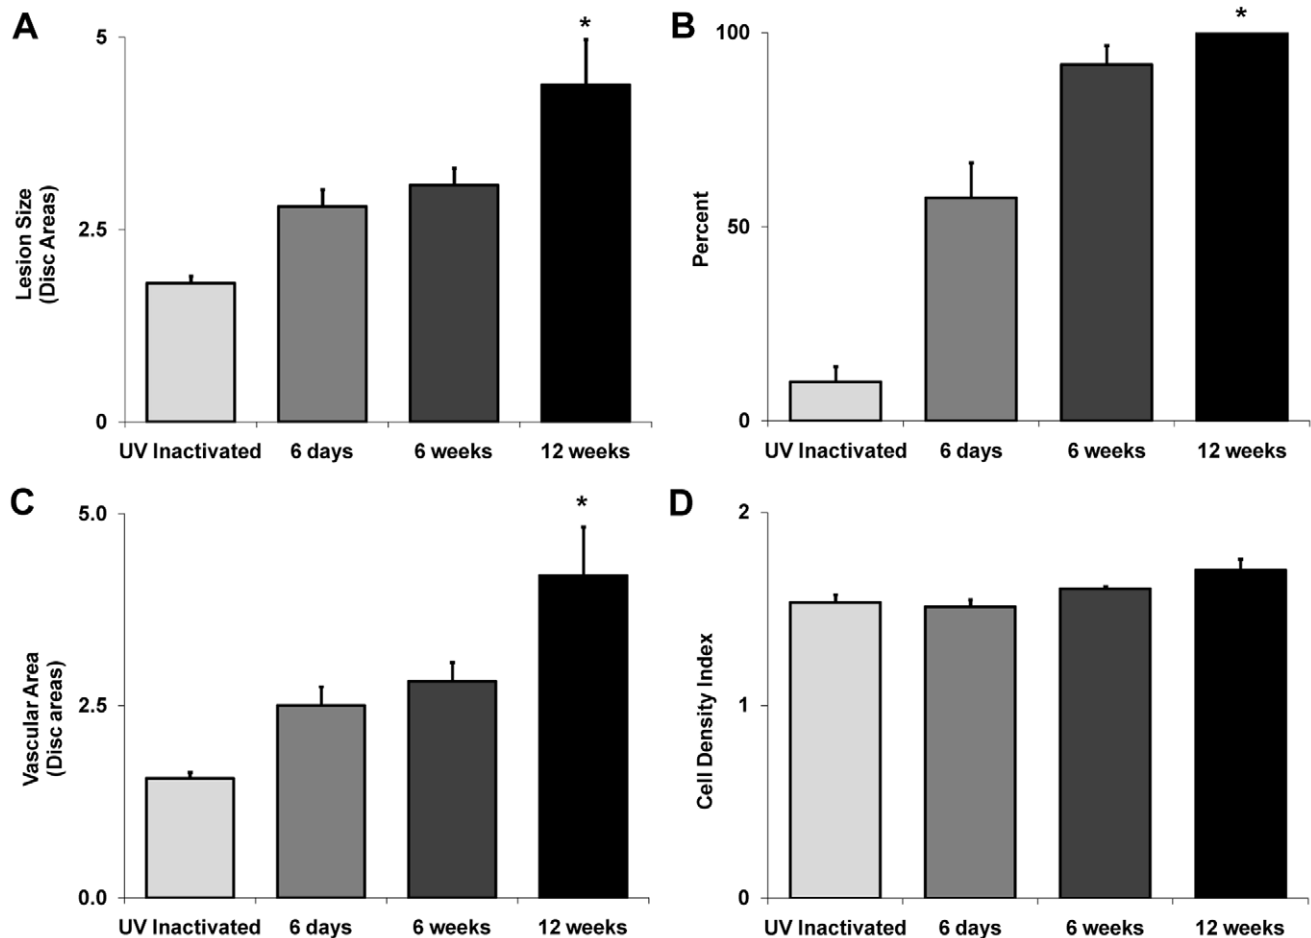 A
5
*
Lesion Size
(Disc Areas)
2.5
0
UV Inactivated 6 days 6 weeks 12 weeks
B
100
*
Percent
50
0
UV Inactivated 6 days 6 weeks 12 weeks
C
5.0
*
Vascular Area
(Disc areas)
2.5
0.0
UV Inactivated 6 days 6 weeks 12 weeks
D
2
Cell Density Index
1
0
UV Inactivated 6 days 6 weeks 12 weeks